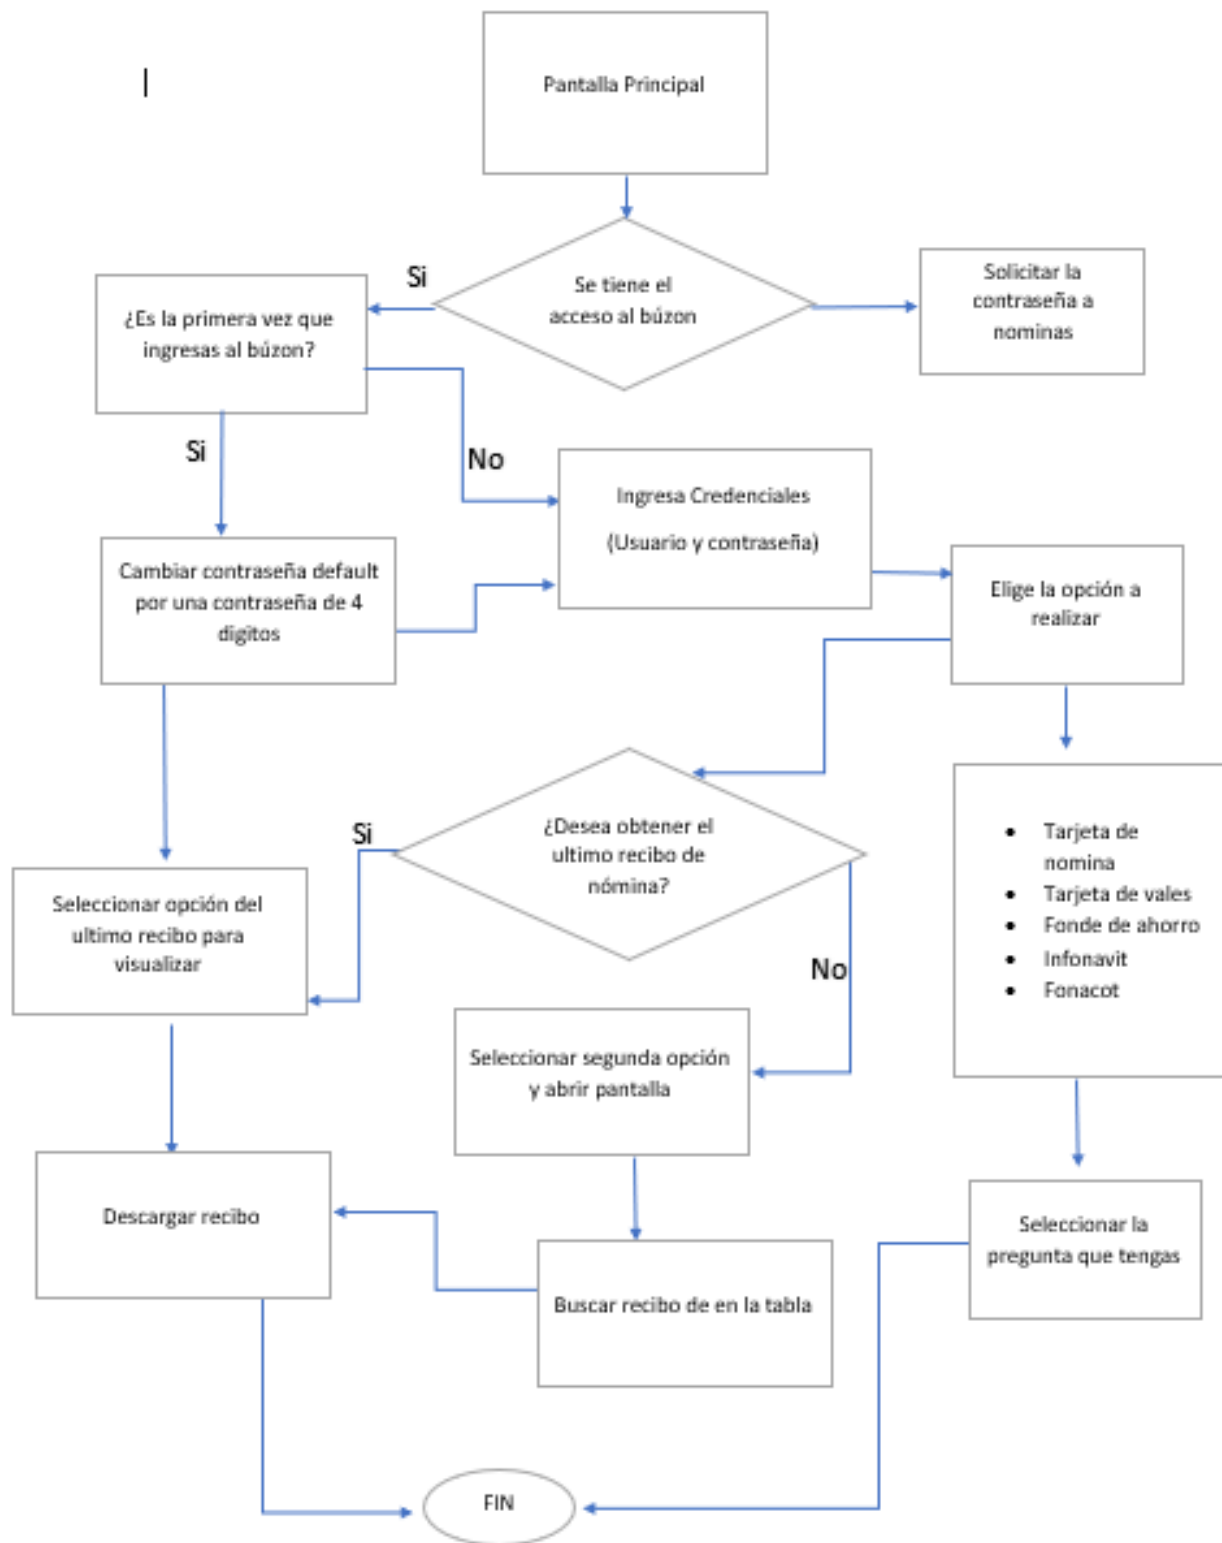 Pantalla Principal
Se tiene el
acceso al búzon
Si
Solicitar la
contraseña a
nominas
¿Es la primera vez que
ingresas al búzon?
Si
No
Ingresa Credenciales
(Usuario y contraseña)
Cambiar contraseña default
por una contraseña de 4
digitos
Elige la opción a
realizar
¿Desea obtener el
ultimo recibo de
nómina?
Si
No
Seleccionar opción del
ultimo recibo para
visualizar
• Tarjeta de
nomina
• Tarjeta de vales
• Fonde de ahorro
• Infonavit
• Fonacot
Seleccionar segunda opción
y abrir pantalla
Descargar recibo
Seleccionar la
pregunta que tengas
Buscar recibo de en la tabla
FIN